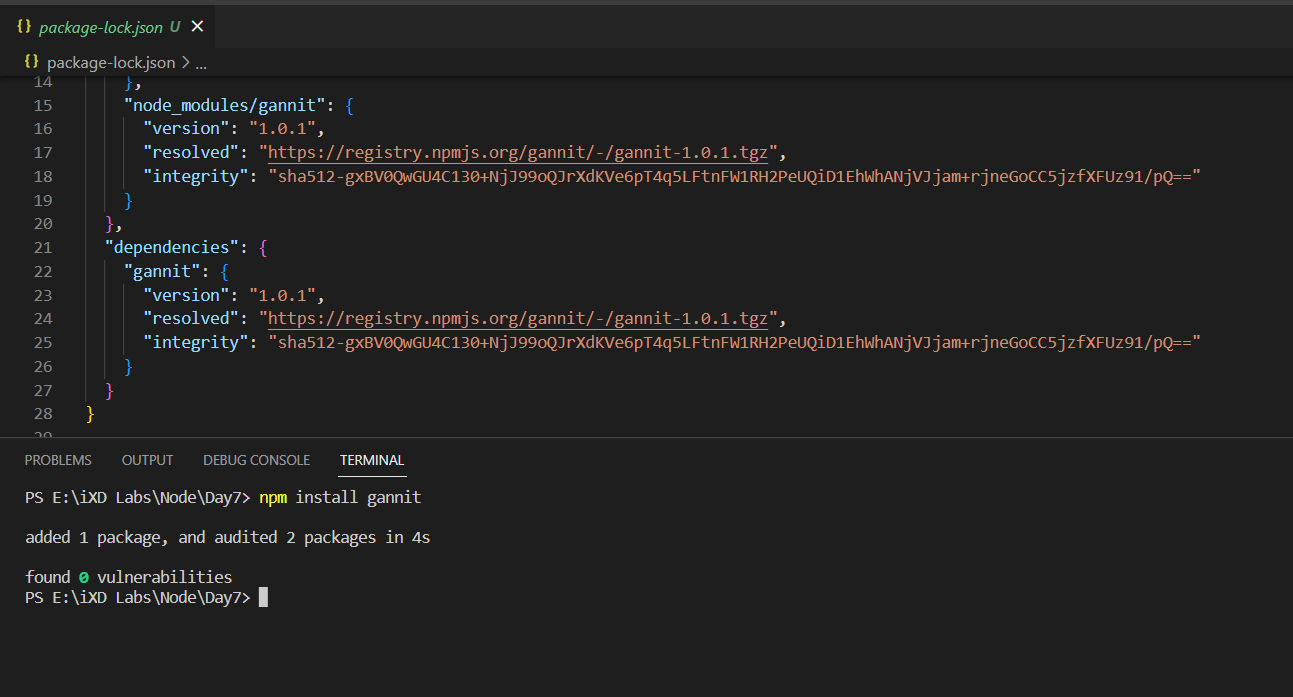 {} package-lock.json U ×
{} package-lock.json > ...
14 },
15 "node_modules/gannit": {
16 "version": "1.0.1",
17 "resolved": "https://registry.npmjs.org/gannit/-/gannit-1.0.1.tgz",
18 "integrity": "sha512-gxBV0QwGU4C130+NjJ99oQJrXdKVe6pT4q5LFtnFW1RH2PeUQiD1EhWhANjVJjam+rjneGoCC5jzfXFUz91/pQ=="
19 }
20 },
21 "dependencies": {
22 "gannit": {
23 "version": "1.0.1",
24 "resolved": "https://registry.npmjs.org/gannit/-/gannit-1.0.1.tgz",
25 "integrity": "sha512-gxBV0QwGU4C130+NjJ99oQJrXdKVe6pT4q5LFtnFW1RH2PeUQiD1EhWhANjVJjam+rjneGoCC5jzfXFUz91/pQ=="
26 }
27 }
28 }
29
PROBLEMS OUTPUT DEBUG CONSOLE TERMINAL
PS E:\iXD Labs\Node\Day7> npm install gannit
added 1 package, and audited 2 packages in 4s
found 0 vulnerabilities
PS E:\iXD Labs\Node\Day7>